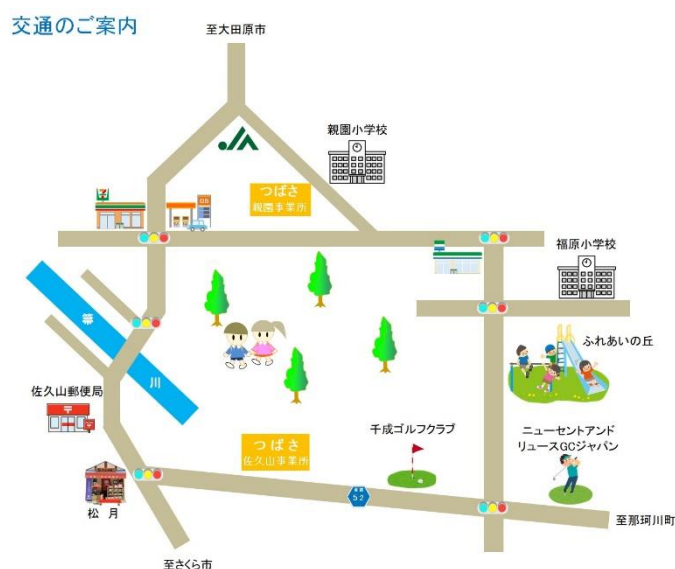 交通のご案内
至大田原市
親園小学校
JA
つばさ
親園事業所
7
福原小学校
箒
川
ふれあいの丘
佐久山郵便局
〒
つばさ
佐久山事業所
千成ゴルフクラブ
ニューセントアンド
リュースGCジャパン
松 月
52
至那珂川町
至さくら市